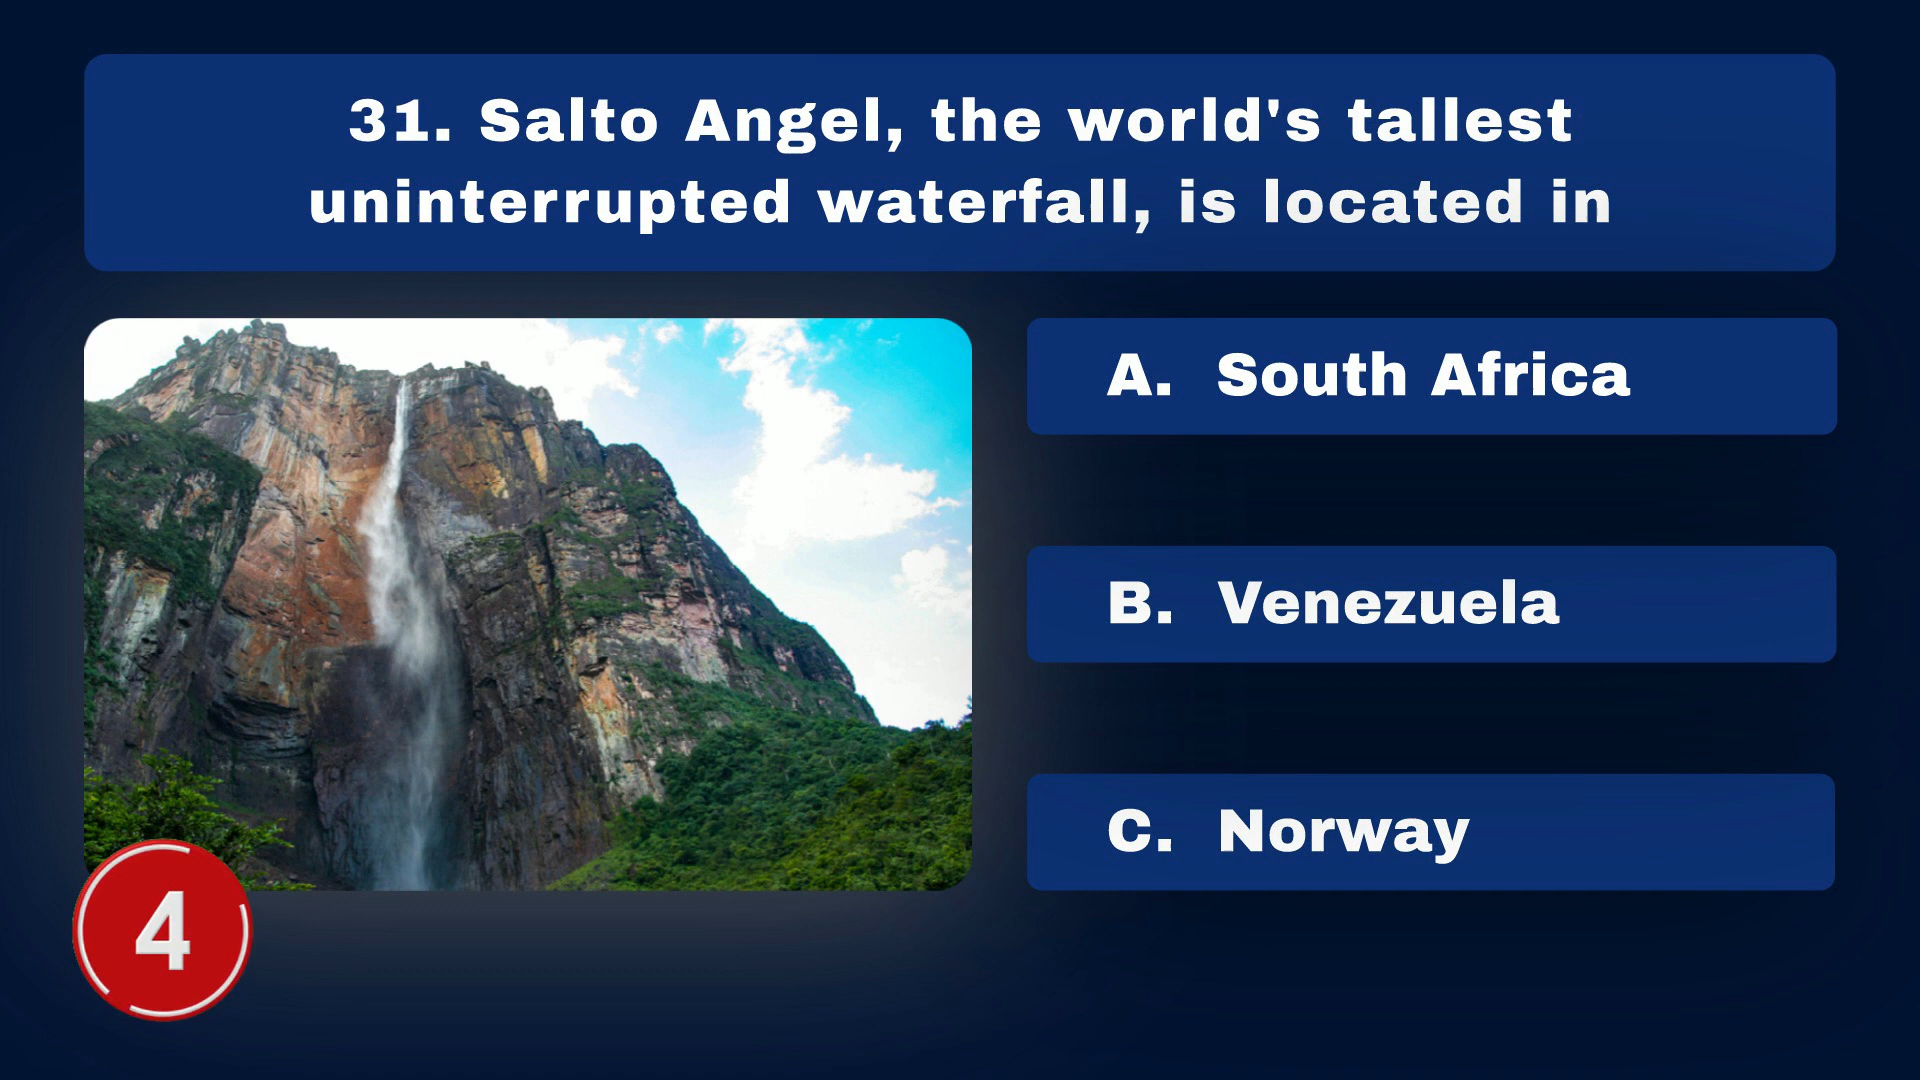 31. Salto Angel, the world's tallest
uninterrupted waterfall, is located in
A. South Africa
B. Venezuela
C. Norway
4